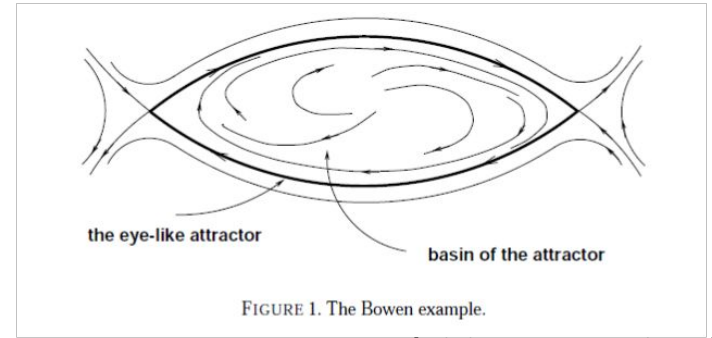 the eye-like attractor
basin of the attractor
FIGURE 1. The Bowen example.